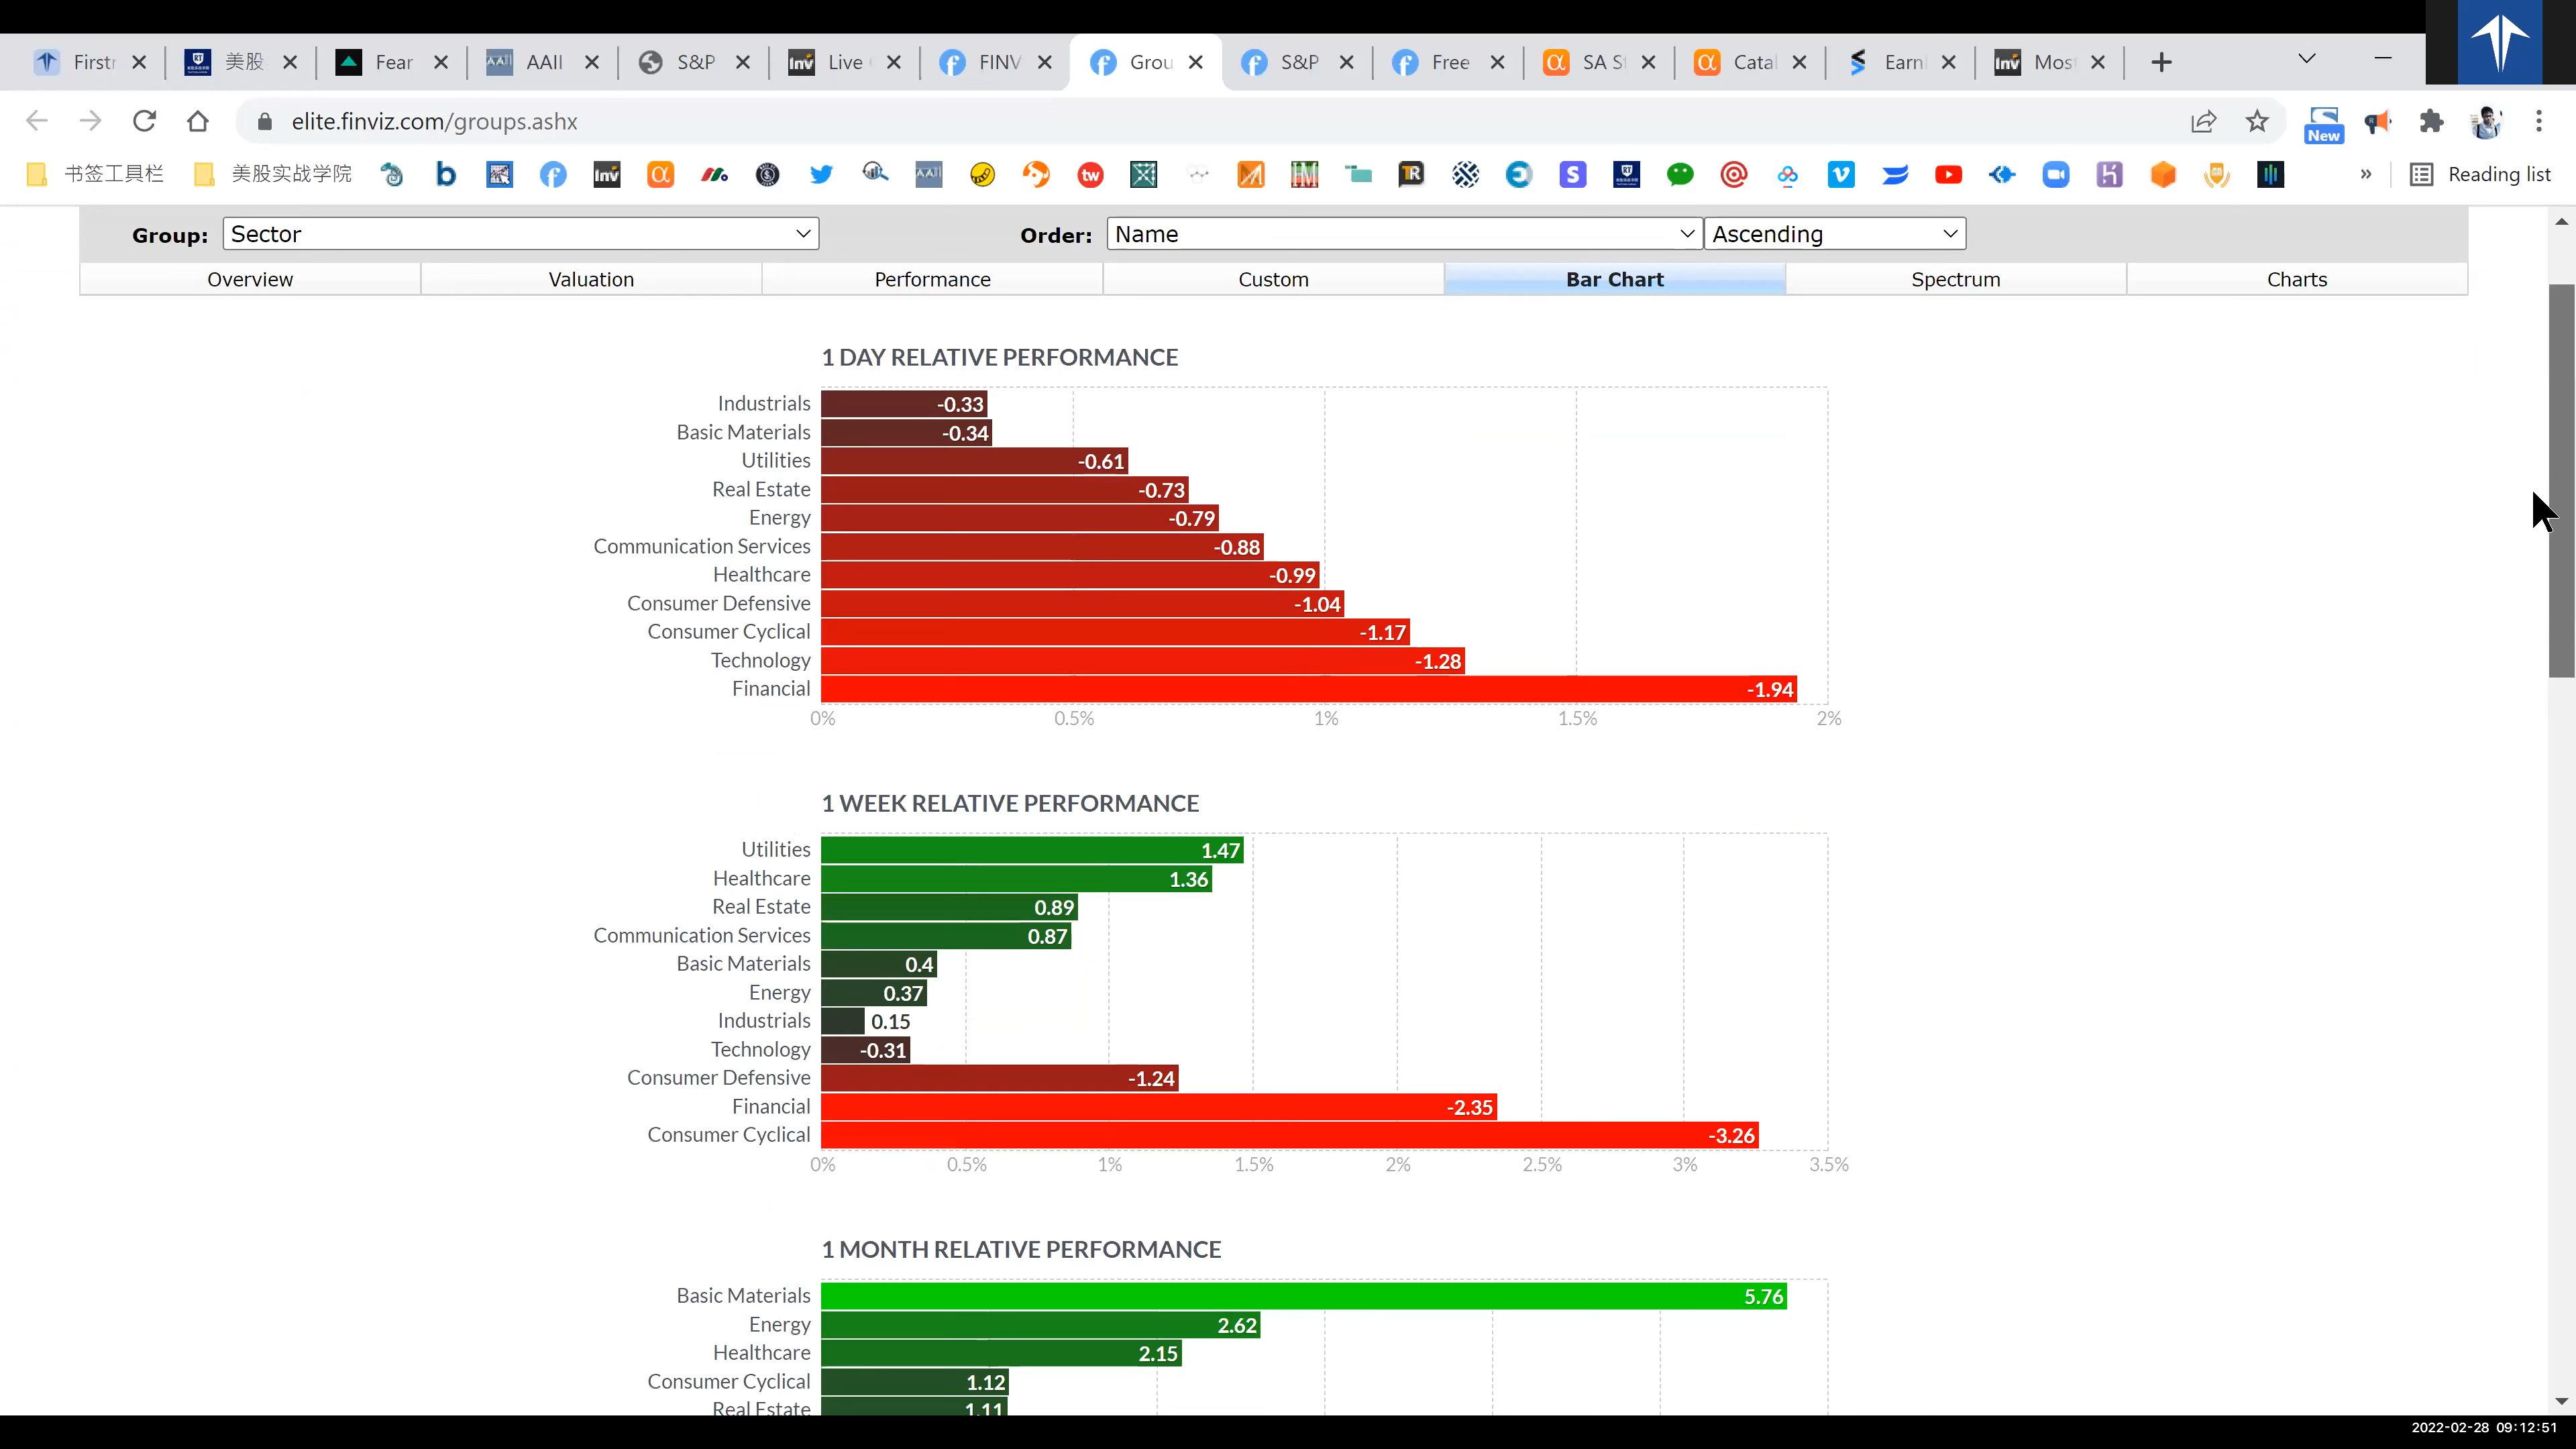 Firstr 美股 Fear AAII S&P Live FINV Grou S&P Free SA S Catal Earn Mos
elite.finviz.com/groups.ashx
New
书签工具栏 美股实战学院 Reading list
Group: Sector Order: Name Ascending
Overview Valuation Performance Custom Bar Chart Spectrum Charts
1 DAY RELATIVE PERFORMANCE
Industrials -0.33
Basic Materials -0.34
Utilities -0.61
Real Estate -0.73
Energy -0.79
Communication Services -0.88
Healthcare -0.99
Consumer Defensive -1.04
Consumer Cyclical -1.17
Technology -1.28
Financial -1.94
0% 0.5% 1% 1.5% 2%
1 WEEK RELATIVE PERFORMANCE
Utilities 1.47
Healthcare 1.36
Real Estate 0.89
Communication Services 0.87
Basic Materials 0.4
Energy 0.37
Industrials 0.15
Technology -0.31
Consumer Defensive -1.24
Financial -2.35
Consumer Cyclical -3.26
0% 0.5% 1% 1.5% 2% 2.5% 3% 3.5%
1 MONTH RELATIVE PERFORMANCE
Basic Materials 5.76
Energy 2.62
Healthcare 2.15
Consumer Cyclical 1.12
Real Estate 1.11
2022-02-28 09:12:51